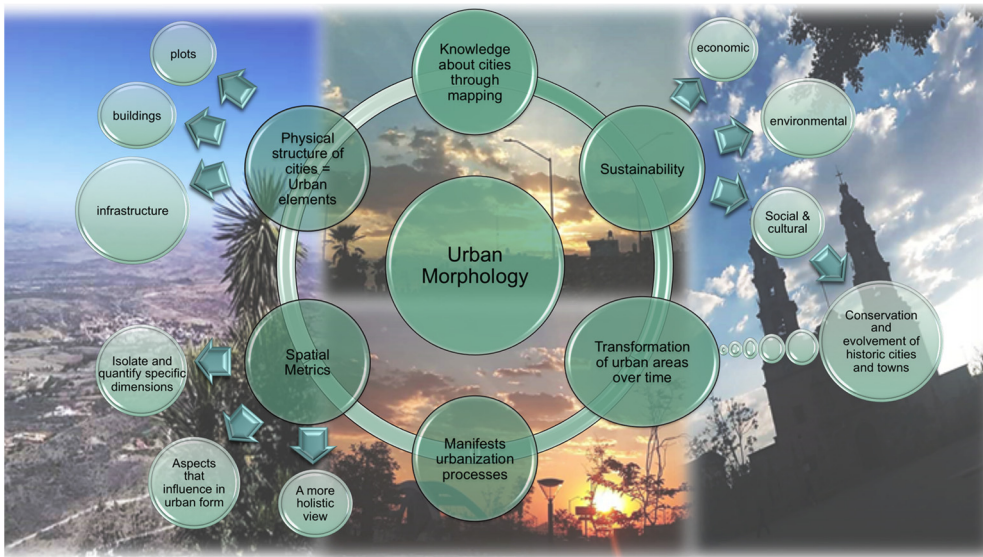 plots
buildings
infrastructure
Physical
structure of
cities =
Urban
elements
Knowledge
about cities
through
mapping
Sustainability
economic
environmental
Social &
cultural
Urban
Morphology
Conservation
and
evolvement of
historic cities
and towns
Transformation
of urban areas
over time
Spatial
Metrics
Isolate and
quantify specific
dimensions
Aspects
that
influence in
urban form
A more
holistic
view
Manifests
urbanization
processes